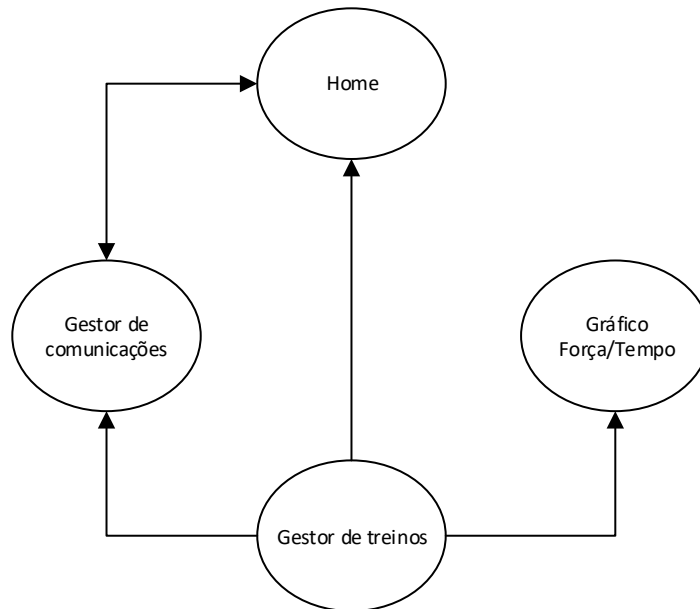 Home
Gestor de
comunicações
Gráfico
Força/Tempo
Gestor de treinos